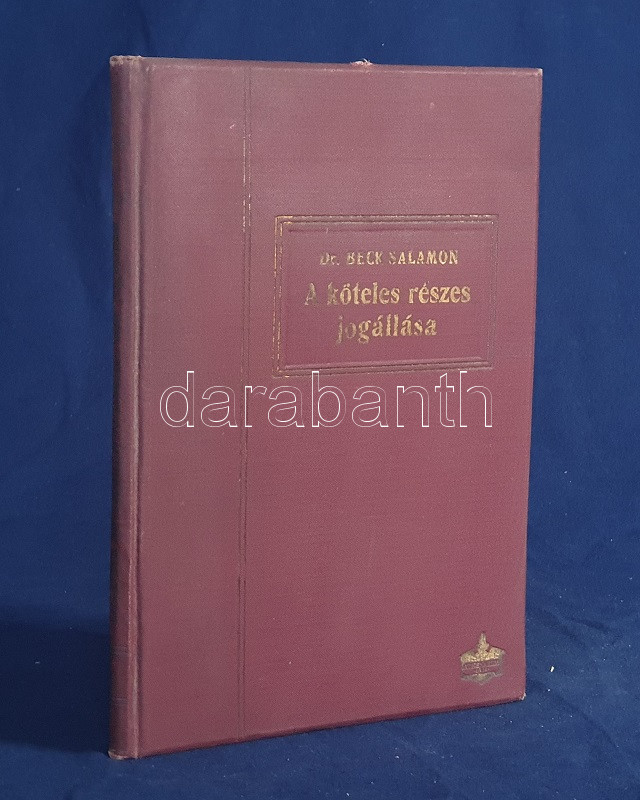 Dr. BECK SALAMON
A köteles részes
jogállása
darabanth